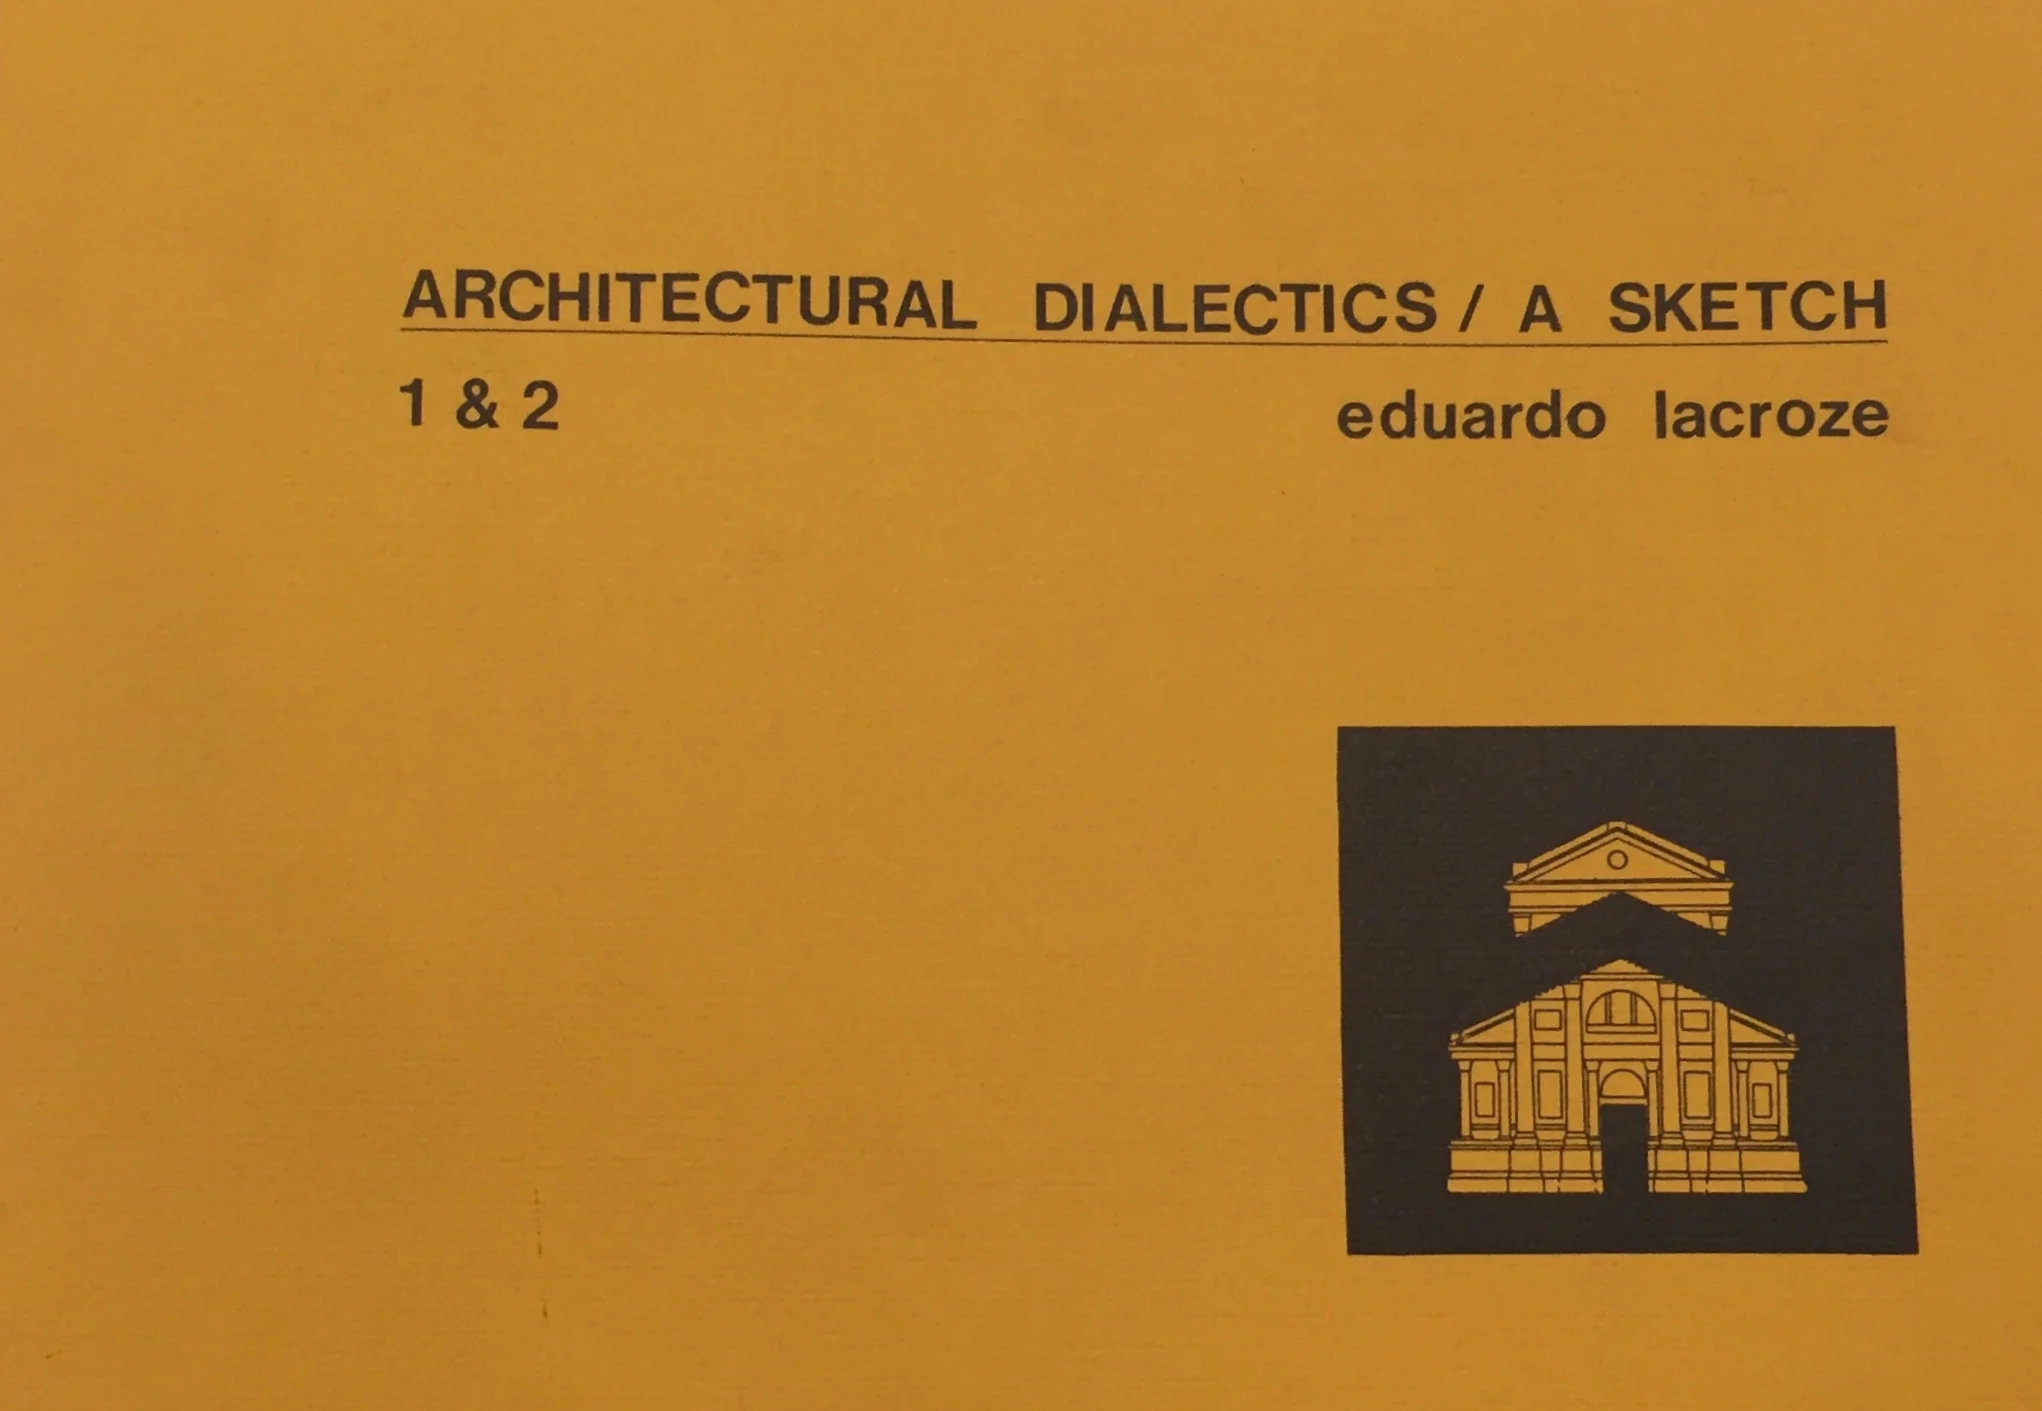 ARCHITECTURAL DIALECTICS / A SKETCH
1 & 2 eduardo lacroze